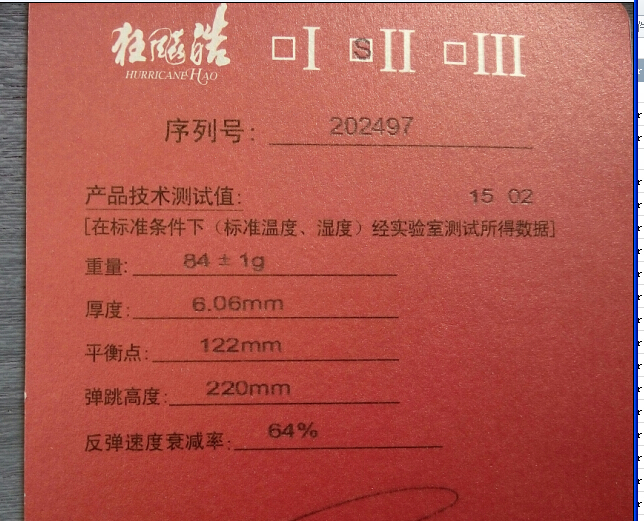 狂飚浩 □I SII □III
HURRICANE HAO
序列号: 202497
产品技术测试值: 15 02
[在标准条件下（标准温度、湿度）经实验室测试所得数据]
重量: 84 ± 1g
厚度: 6.06mm
平衡点: 122mm
弹跳高度: 220mm
反弹速度衰减率: 64%